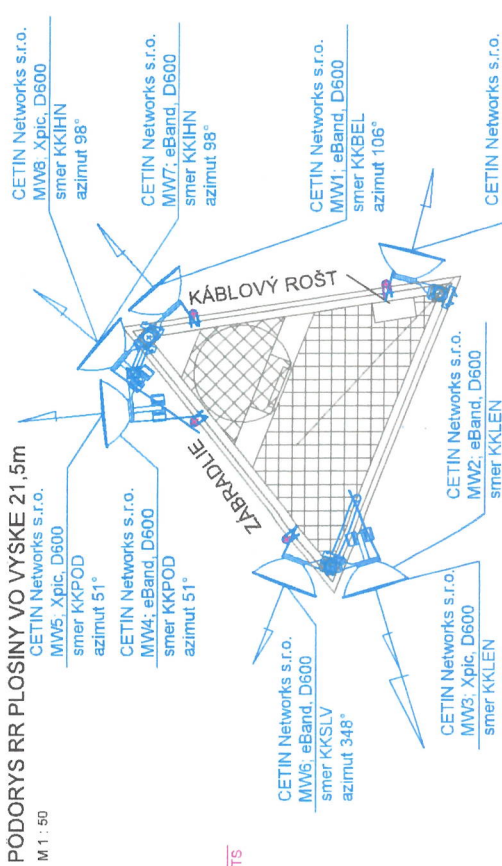 PÔDORYS RR PLOŠINY VO VÝŠKE 21,5m
M 1 : 50
CETIN Networks s.r.o.
MW5; Xpic, D600
smer KKPOD
azimut 51°
CETIN Networks s.r.o.
MW4; eBand, D600
smer KKPOD
azimut 51°
CETIN Networks s.r.o.
MW8; Xpic, D600
smer KKIHN
azimut 98°
CETIN Networks s.r.o.
MW7; eBand, D600
smer KKIHN
azimut 98°
CETIN Networks s.r.o.
MW1; eBand, D600
smer KKBEL
azimut 106°
KÁBLOVÝ ROŠT
ZÁBRADLIE
CETIN Networks s.r.o.
MW6; eBand, D600
smer KKSLV
azimut 348°
CETIN Networks s.r.o.
MW3; Xpic, D600
smer KKLEN
CETIN Networks s.r.o.
MW2; eBand, D600
smer KKLEN
CETIN Networks s.r.o.
TS